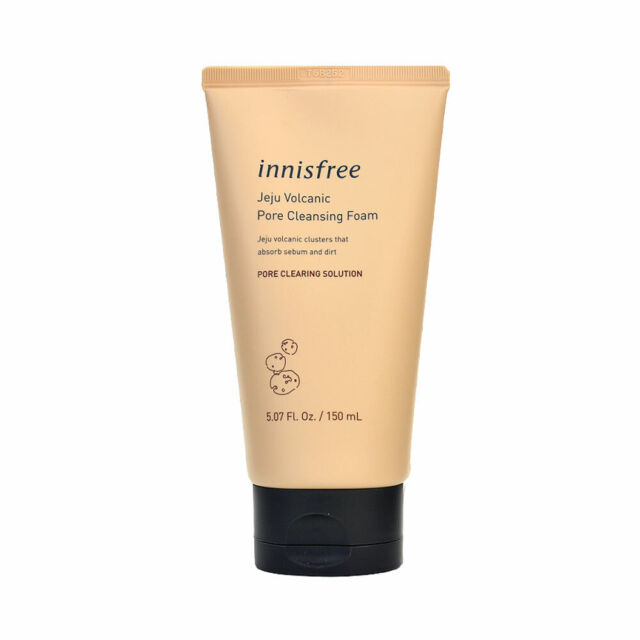 innisfree
Jeju Volcanic
Pore Cleansing Foam
Jeju volcanic clusters that
absorb sebum and dirt
PORE CLEARING SOLUTION
5.07 Fl. Oz. / 150 mL